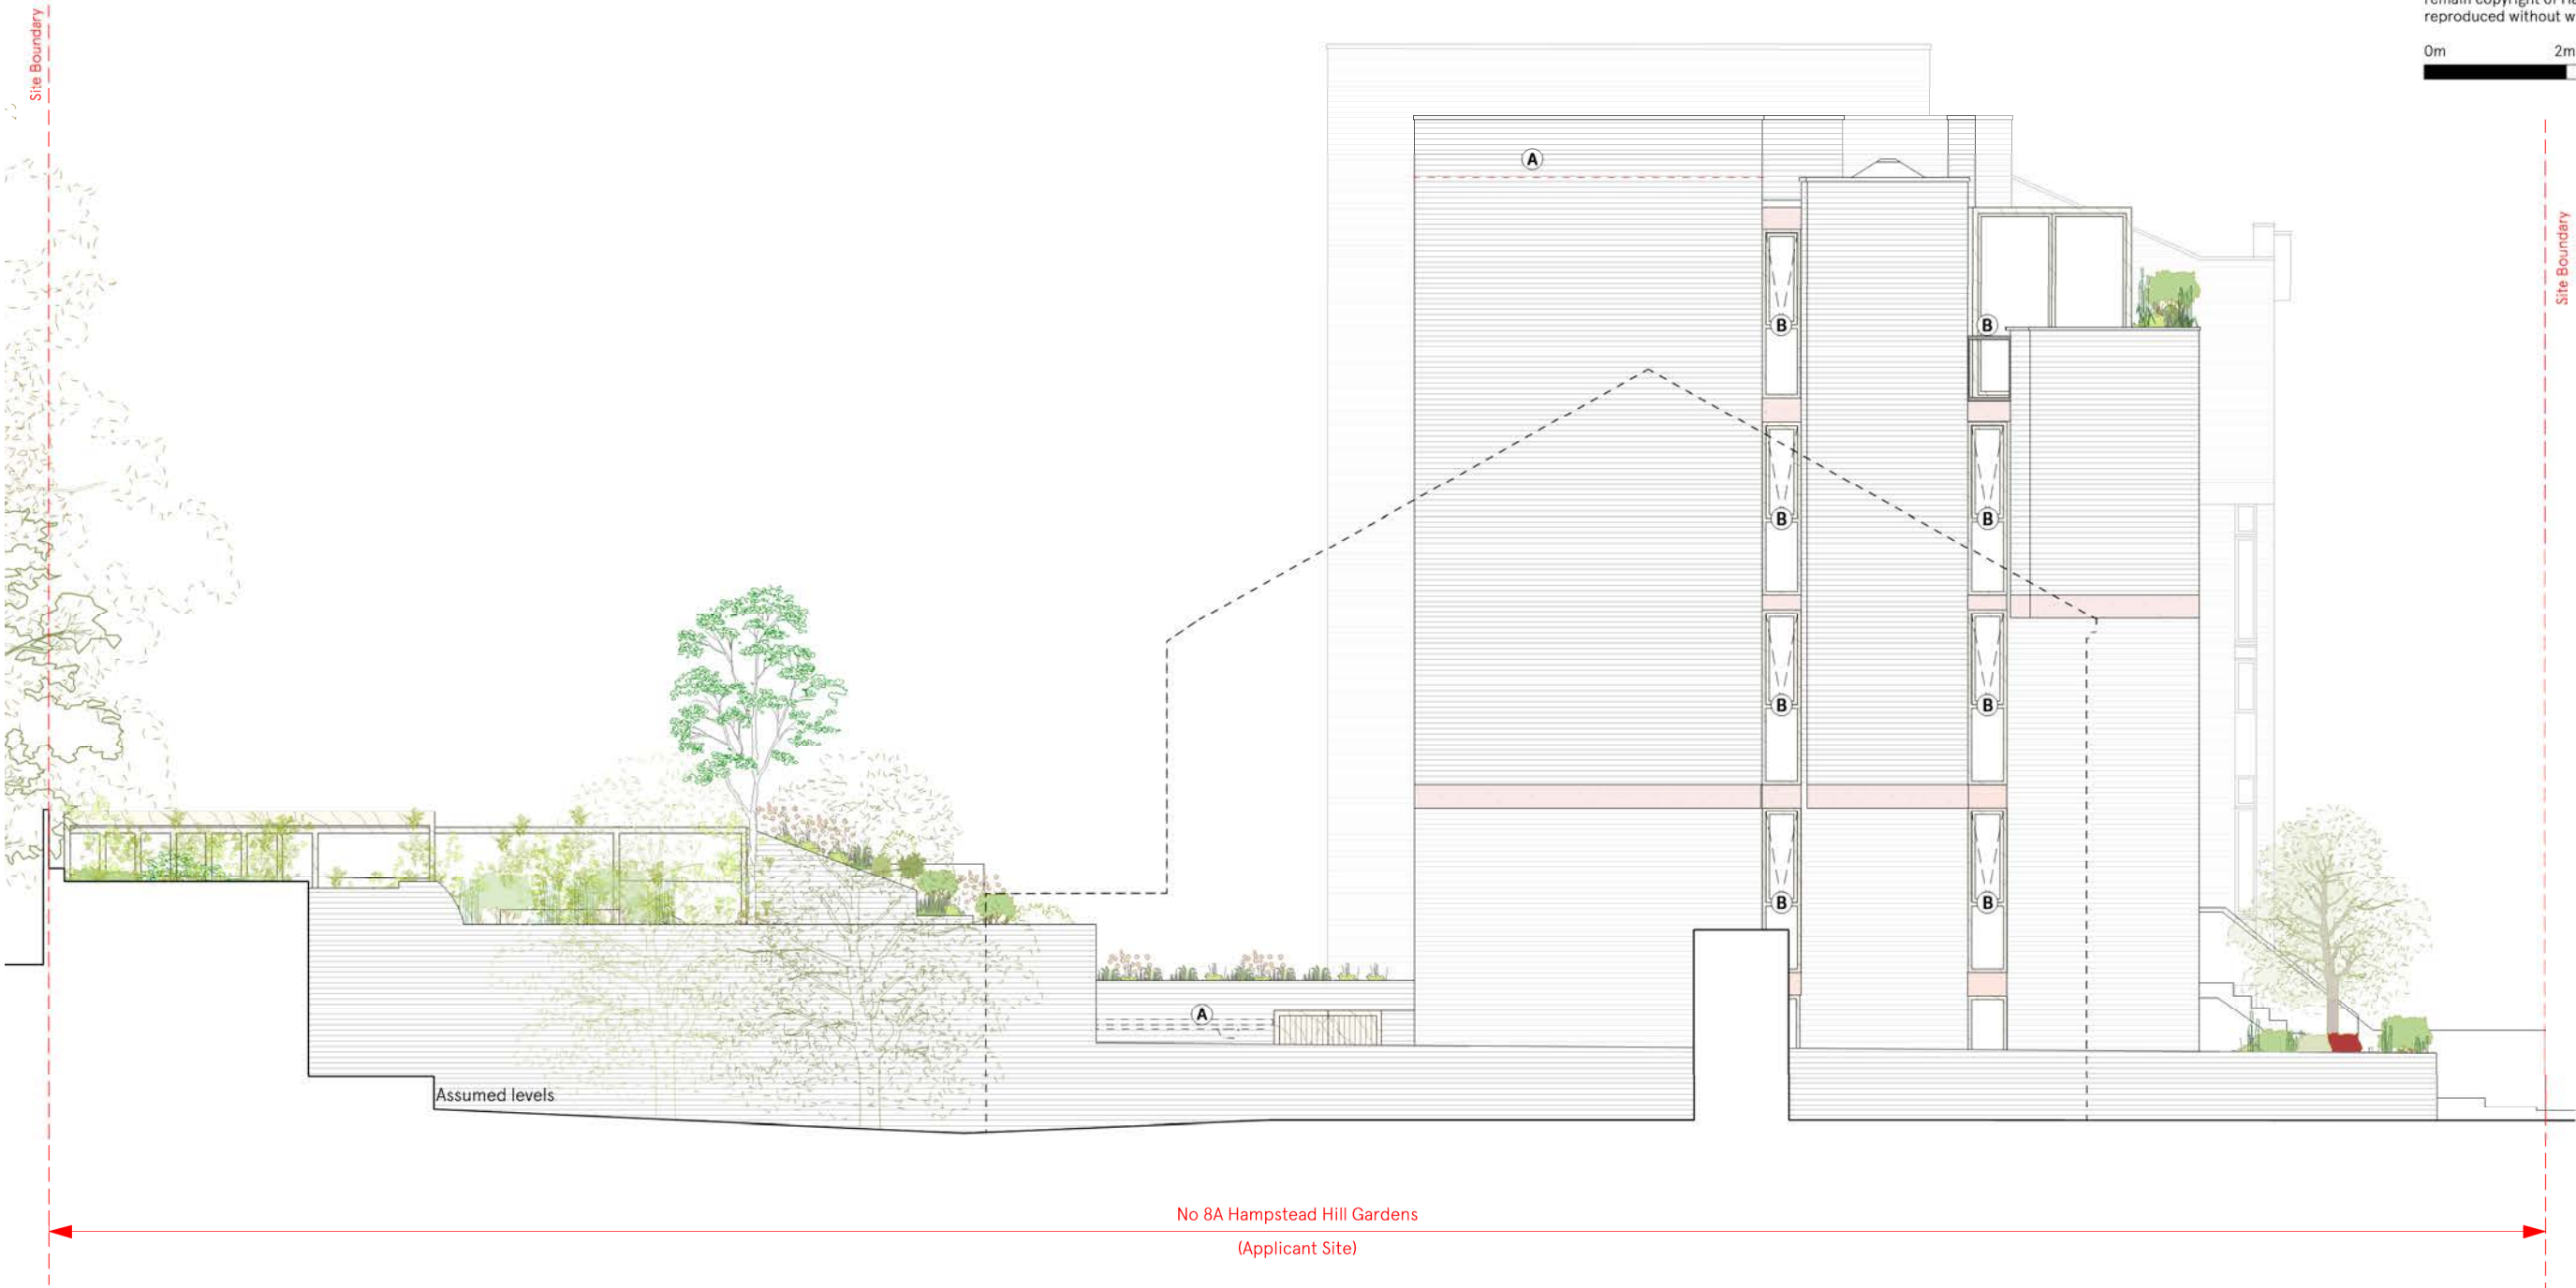 reproduced without w
0m 2m
Site Boundary
Site Boundary
A
B
B
B
B
B
B
B
B
A
Assumed levels
No 8A Hampstead Hill Gardens
(Applicant Site)